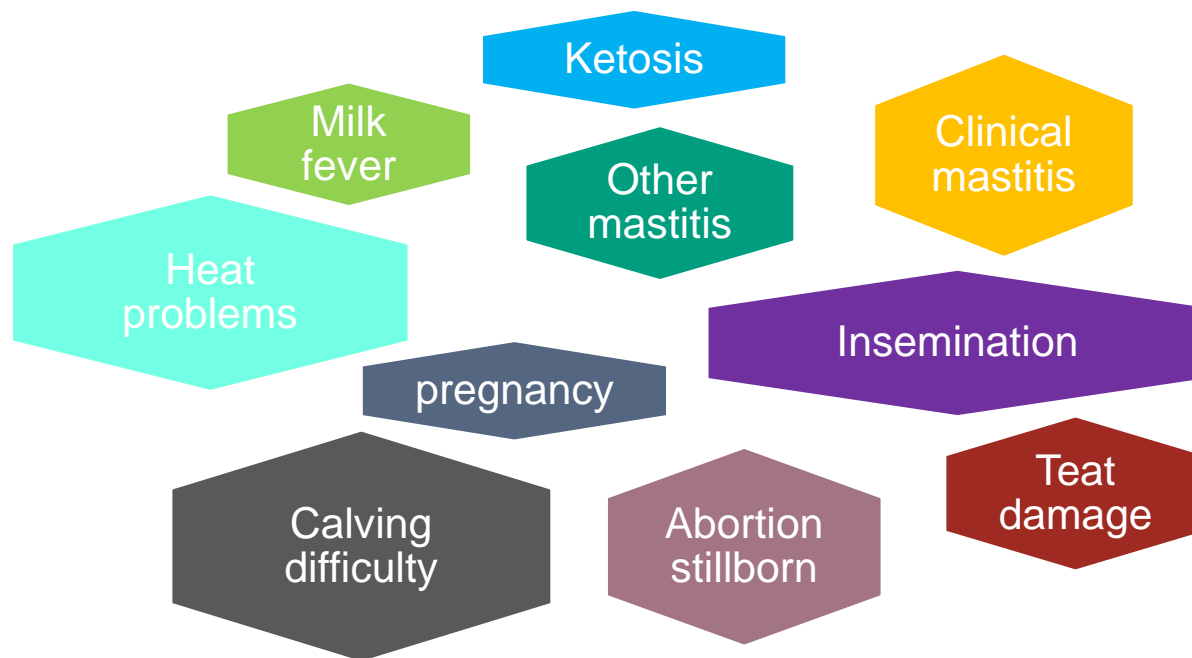 Ketosis
Milk
fever
Clinical
mastitis
Other
mastitis
Heat
problems
Insemination
pregnancy
Teat
damage
Calving
difficulty
Abortion
stillborn